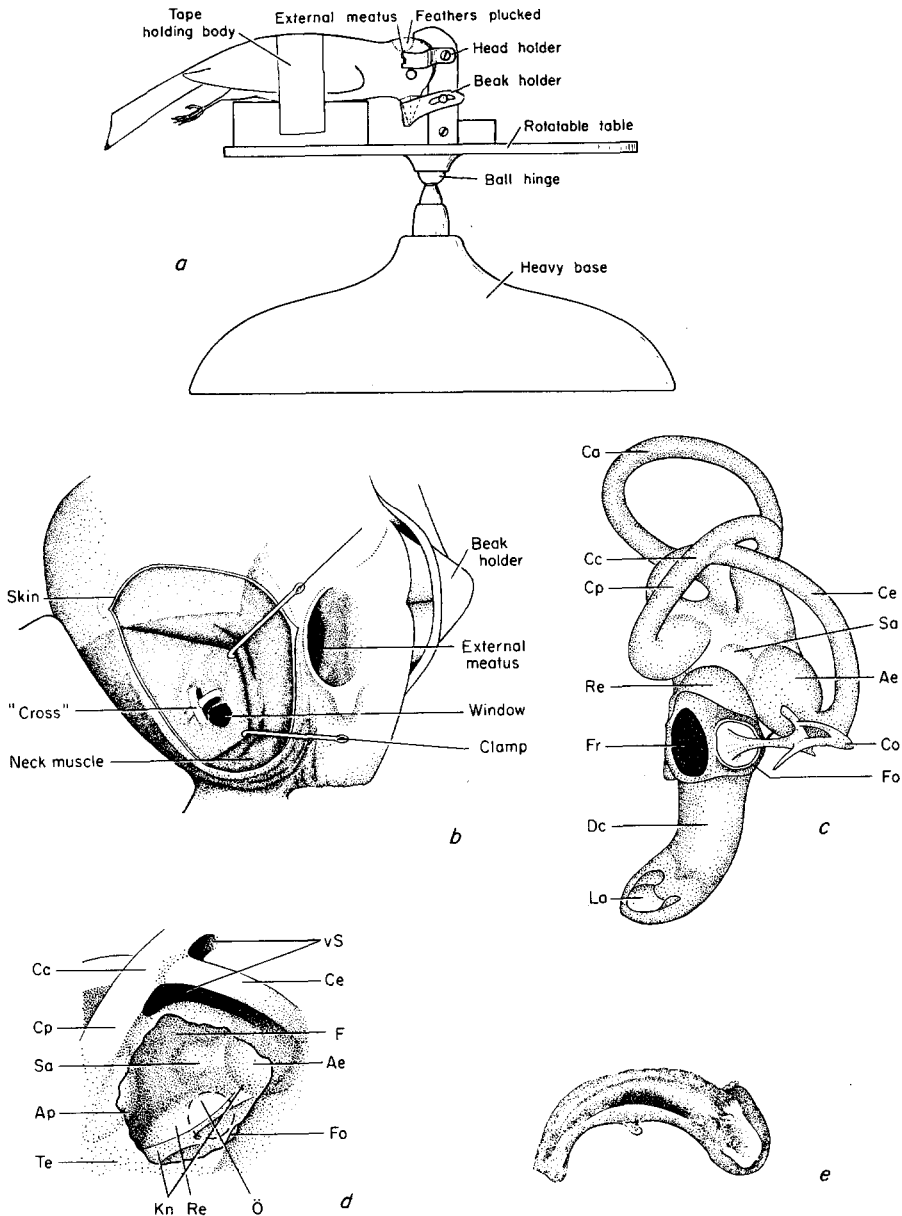 Tape
holding body
External meatus
Feathers plucked
Head holder
Beak holder
Rotatable table
Ball hinge
Heavy base
a
Skin
"Cross"
Neck muscle
Beak
holder
External
meatus
Window
Clamp
b
Ca
Cc
Cp
Re
Fr
Dc
La
Ce
Sa
Ae
Co
Fo
c
Cc
Cp
Sa
Ap
Te
Kn
Re
Ö
vS
Ce
F
Ae
Fo
d
e